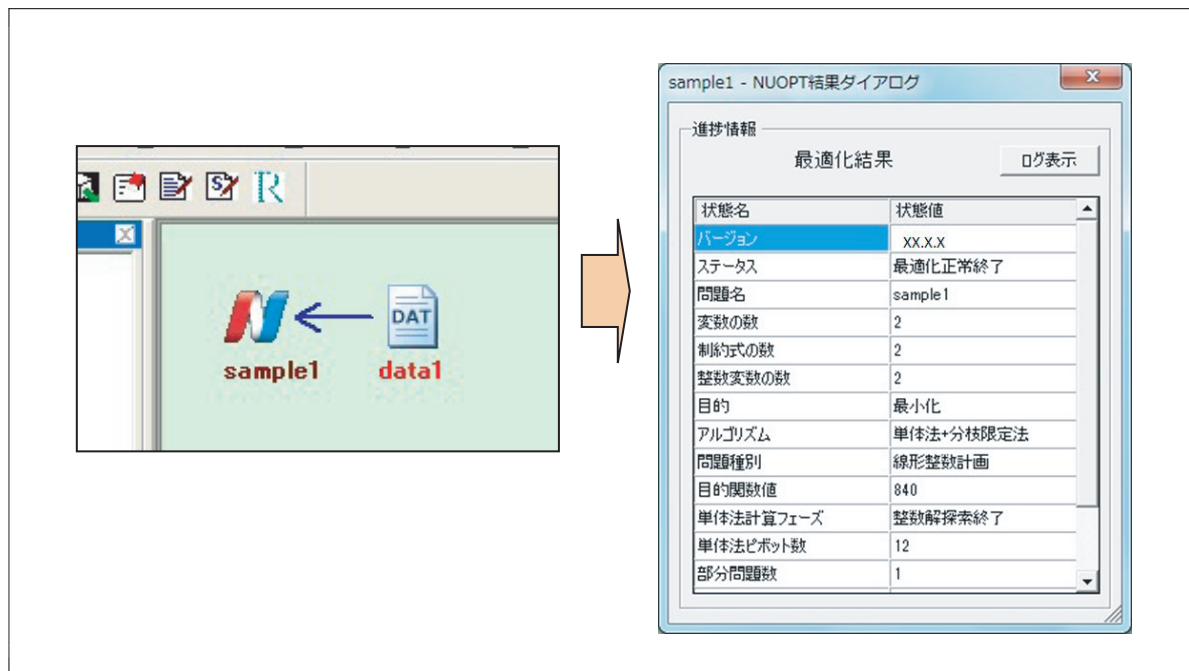 DAT
sample1
data1
sample1 - NUOPT結果ダイアログ
進捗情報
最適化結果
ログ表示
状態名 状態値
バージョン XX.X.X
ステータス 最適化正常終了
問題名 sample1
変数の数 2
制約式の数 2
整数変数の数 2
目的 最小化
アルゴリズム 単体法+分枝限定法
問題種別 線形整数計画
目的関数値 840
単体法計算フェーズ 整数解探索終了
単体法ピボット数 12
部分問題数 1